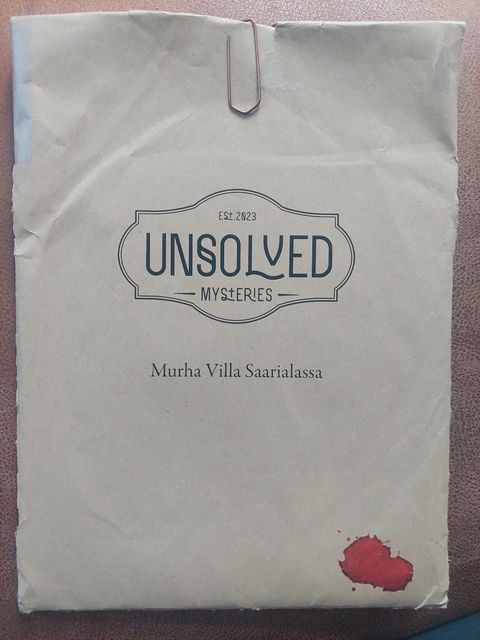 EST.2023
UNSOLVED
MYSTERIES
Murha Villa Saarialassa